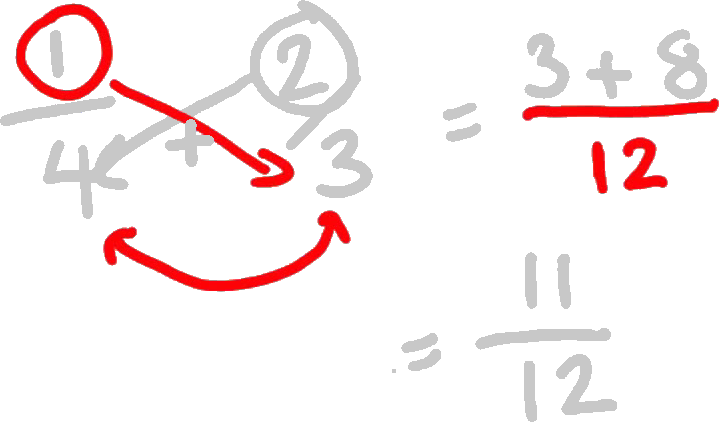 1/4 + 2/3 = (3 + 8)/12
= 11/12